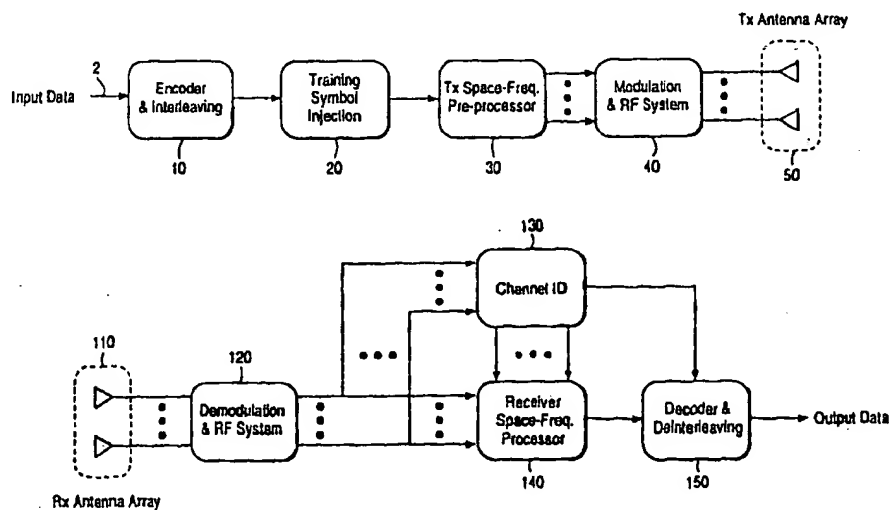 Tx Antenna Array
Input Data
2
Encoder
& Interleaving
10
Training
Symbol
Injection
20
Tx Space-Freq.
Pre-processor
30
Modulation
& RF System
40
50
130
Channel ID
110
120
Demodulation
& RF System
Receiver
Space-Freq.
Processor
140
Decoder &
Deinterleaving
150
Output Data
Rx Antenna Array